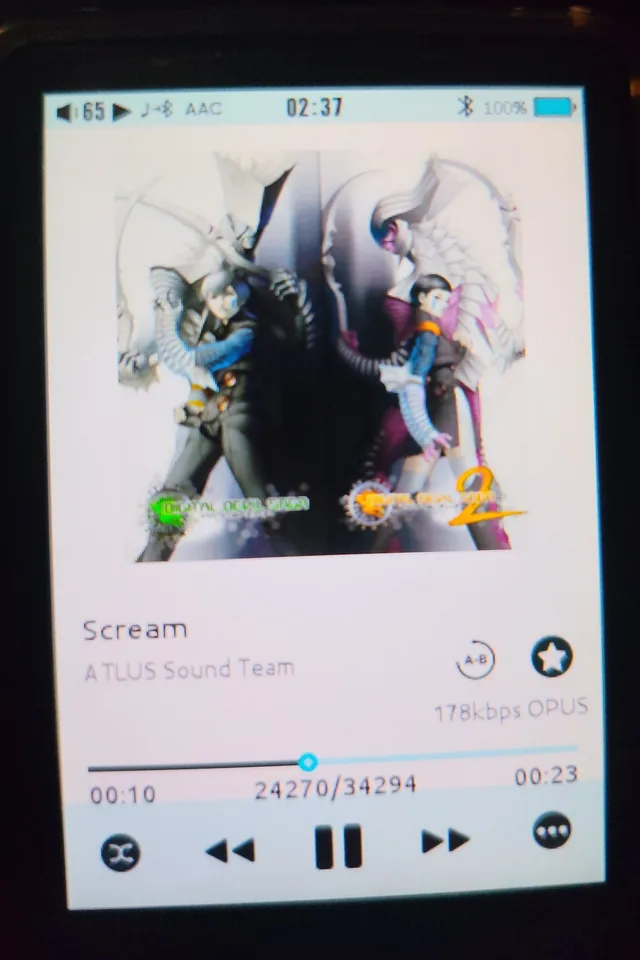 65 AAC 02:37 100%
DIGITAL DEVIL SAGA DIGITAL DEVIL SAGA 2
Scream
ATLUS Sound Team
A-B
178kbps OPUS
00:10 24270/34294 00:23